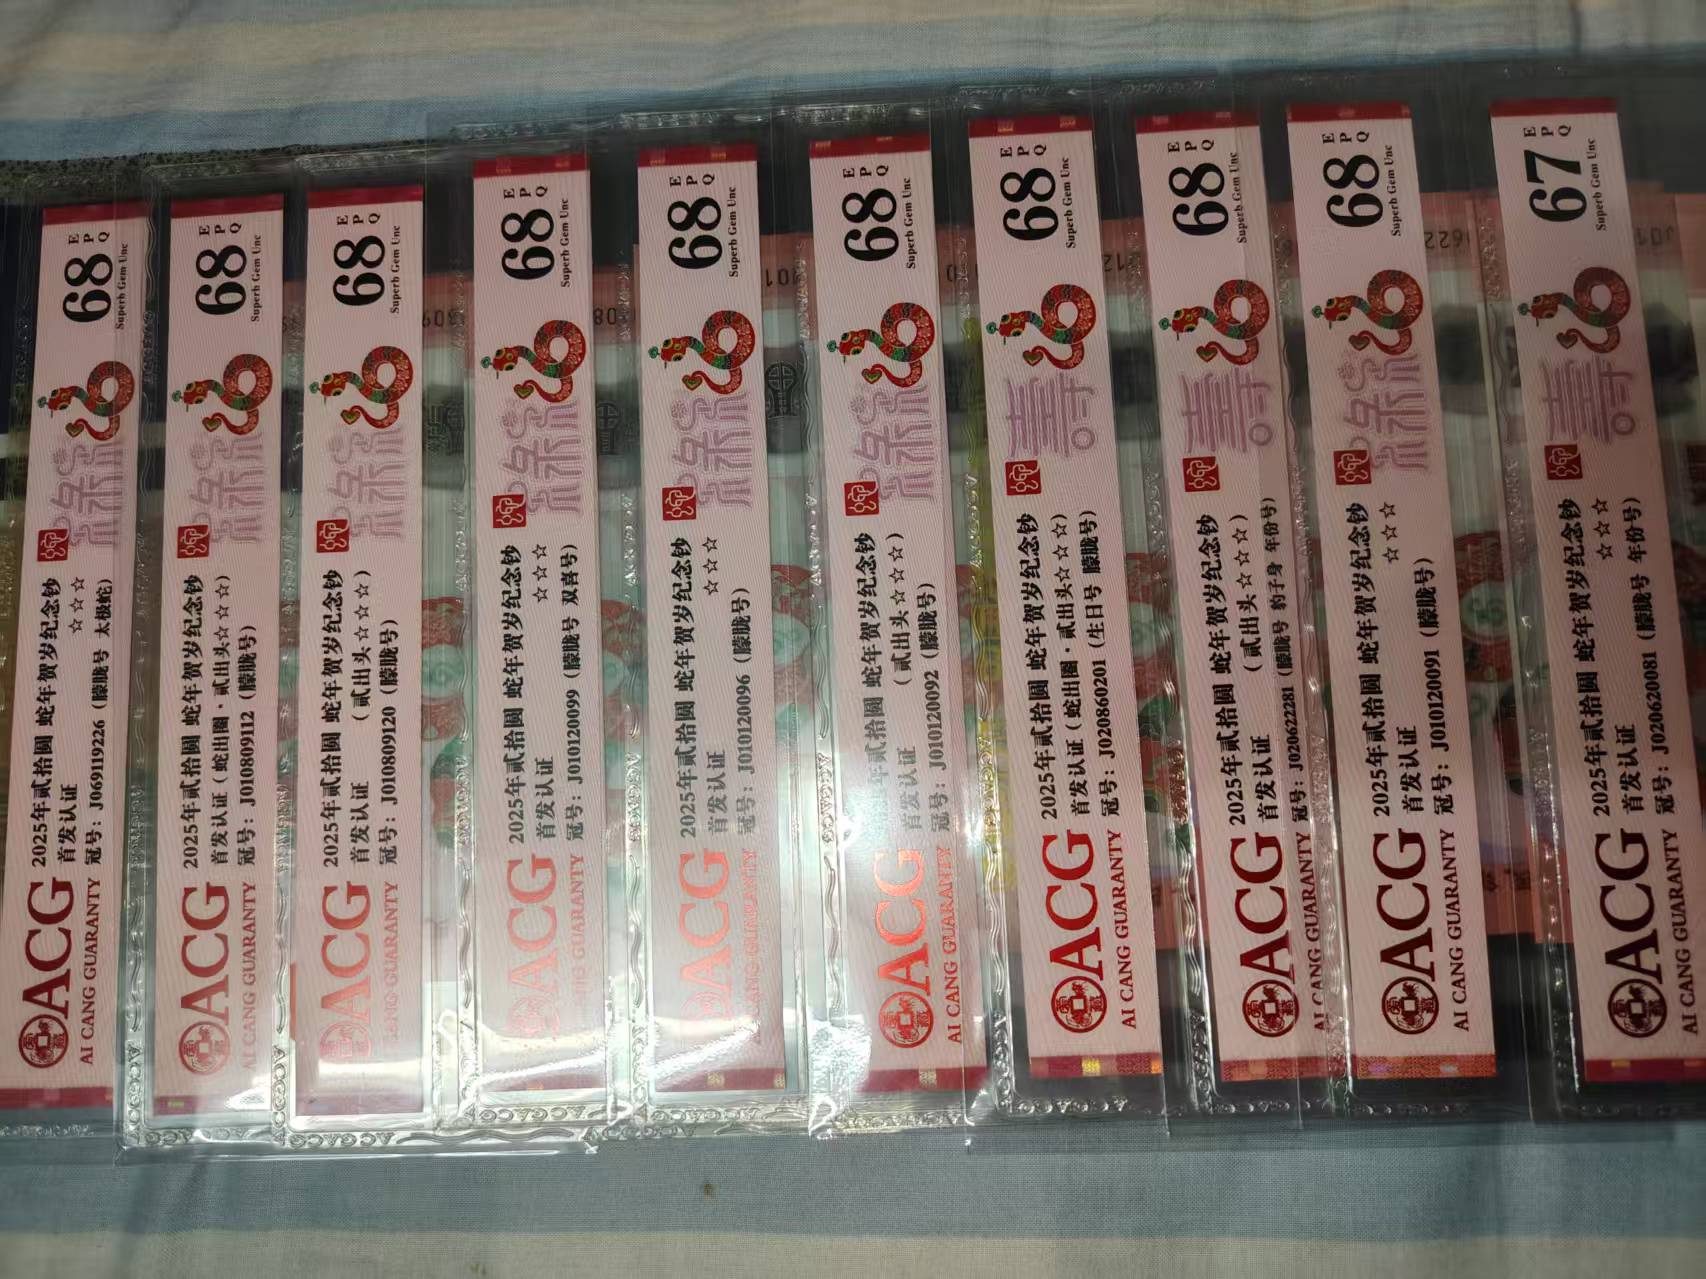 ACG
AI CANG GUARANTY
2025年贰拾圆 蛇年贺岁纪念钞
首发认证 ☆☆☆
冠号: J069119226 (朦胧号 太极蛇)
68 EPQ
Superb Gem Unc
ACG
AI CANG GUARANTY
2025年贰拾圆 蛇年贺岁纪念钞
首发认证 (蛇出圈·贰出头☆☆☆)
冠号: J010809112 (朦胧号)
68 EPQ
Superb Gem Unc
ACG
AI CANG GUARANTY
2025年贰拾圆 蛇年贺岁纪念钞
首发认证 (贰出头☆☆☆)
冠号: J010809120 (朦胧号)
68 EPQ
Superb Gem Unc
ACG
GUARANTY
2025年贰拾圆 蛇年贺岁纪念钞
首发认证 ☆☆☆
冠号: J010120099 (朦胧号 双喜号)
68 EPQ
Superb Gem Unc
ACG
AI CANG GUARANTY
2025年贰拾圆 蛇年贺岁纪念钞
首发认证 ☆☆☆
冠号: J010120096 (朦胧号)
68 EPQ
Superb Gem Unc
ACG
AI CANG GUARANTY
2025年贰拾圆 蛇年贺岁纪念钞
首发认证 (贰出头☆☆☆)
冠号: J010120092 (朦胧号)
68 EPQ
Superb Gem Unc
ACG
AI CANG GUARANTY
2025年贰拾圆 蛇年贺岁纪念钞
首发认证 (蛇出圈·贰出头☆☆☆)
冠号: J020860201 (生日号 朦胧号)
68 EPQ
Superb Gem Unc
ACG
AI CANG GUARANTY
2025年贰拾圆 蛇年贺岁纪念钞
首发认证 (贰出头☆☆☆)
冠号: J020622281 (朦胧号 豹子身 年份号)
68 EPQ
Superb Gem Unc
ACG
AI CANG GUARANTY
2025年贰拾圆 蛇年贺岁纪念钞
首发认证 ☆☆☆
冠号: J010120091 (朦胧号)
68 EPQ
Superb Gem Unc
ACG
AI CANG GUARANTY
2025年贰拾圆 蛇年贺岁纪念钞
首发认证 ☆☆☆
冠号: J020620081 (朦胧号 年份号)
67 EPQ
Superb Gem Unc